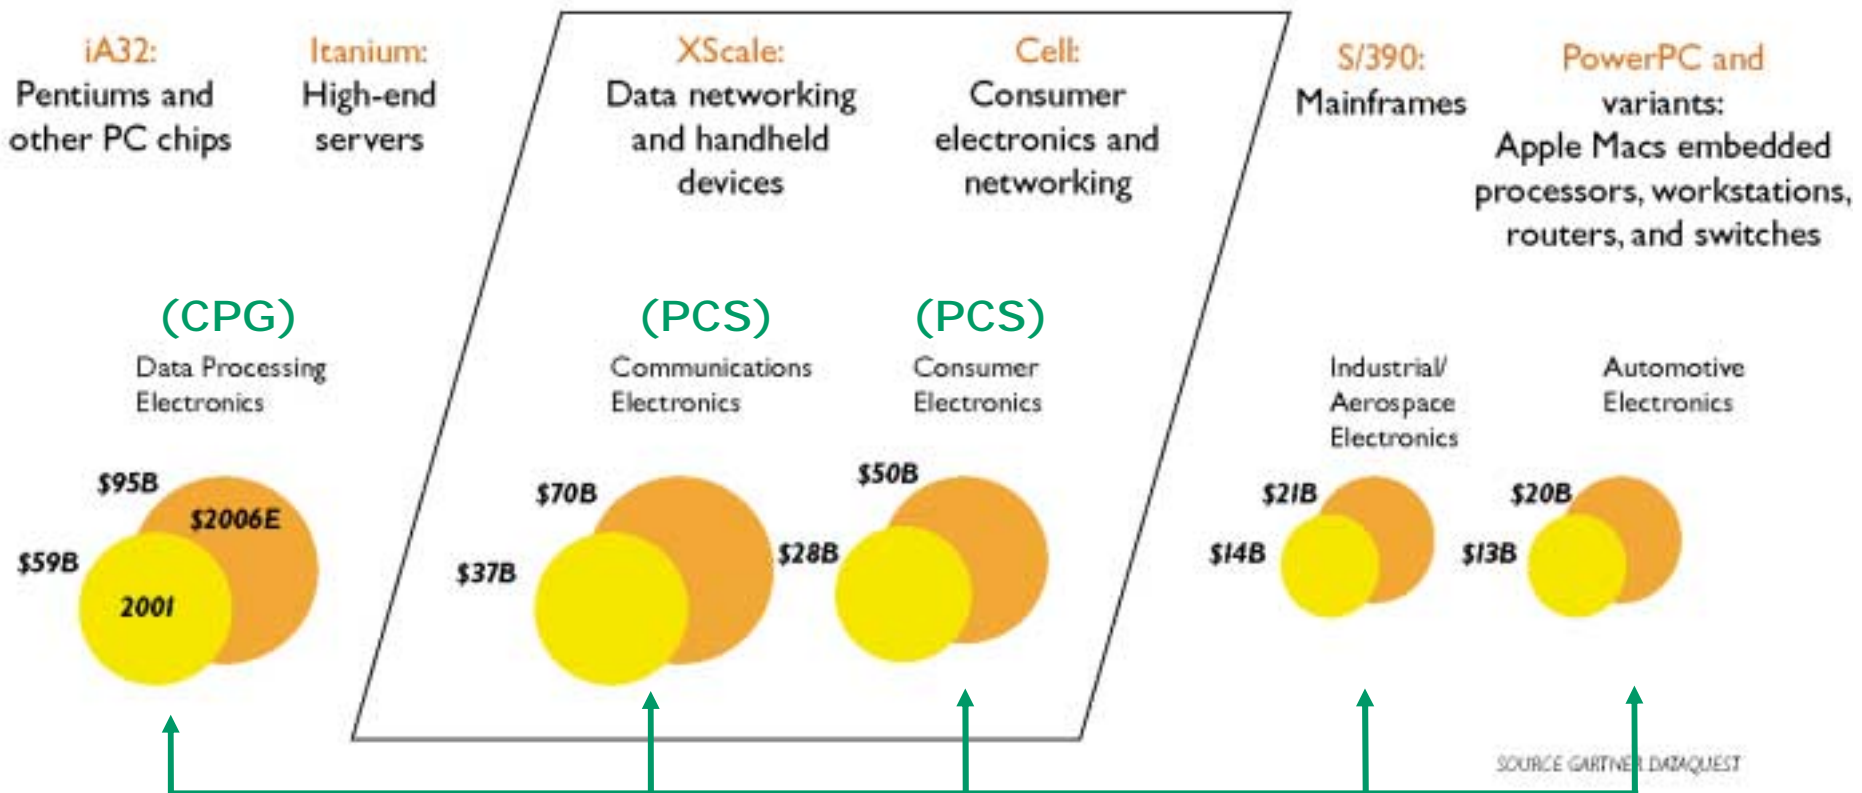 iA32:
Pentiums and
other PC chips
Itanium:
High-end
servers
XScale:
Data networking
and handheld
devices
Cell:
Consumer
electronics and
networking
S/390:
Mainframes
PowerPC and
variants:
Apple Macs embedded
processors, workstations,
routers, and switches
(CPG)
Data Processing
Electronics
(PCS)
Communications
Electronics
(PCS)
Consumer
Electronics
Industrial/
Aerospace
Electronics
Automotive
Electronics
$95B
$2006E
$59B
2001
$70B
$37B
$50B
$28B
$21B
$14B
$20B
$13B
SOURCE GARTNER DATAQUEST